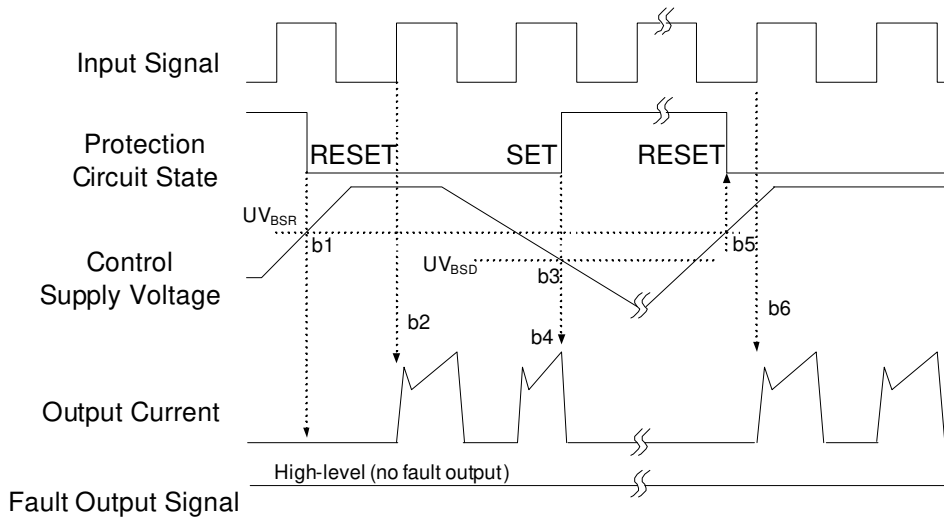 Input Signal
Protection
Circuit State
RESET
SET
RESET
UVBSR
b1
b5
Control
Supply Voltage
UVBSD
b3
b2
b4
b6
Output Current
High-level (no fault output)
Fault Output Signal